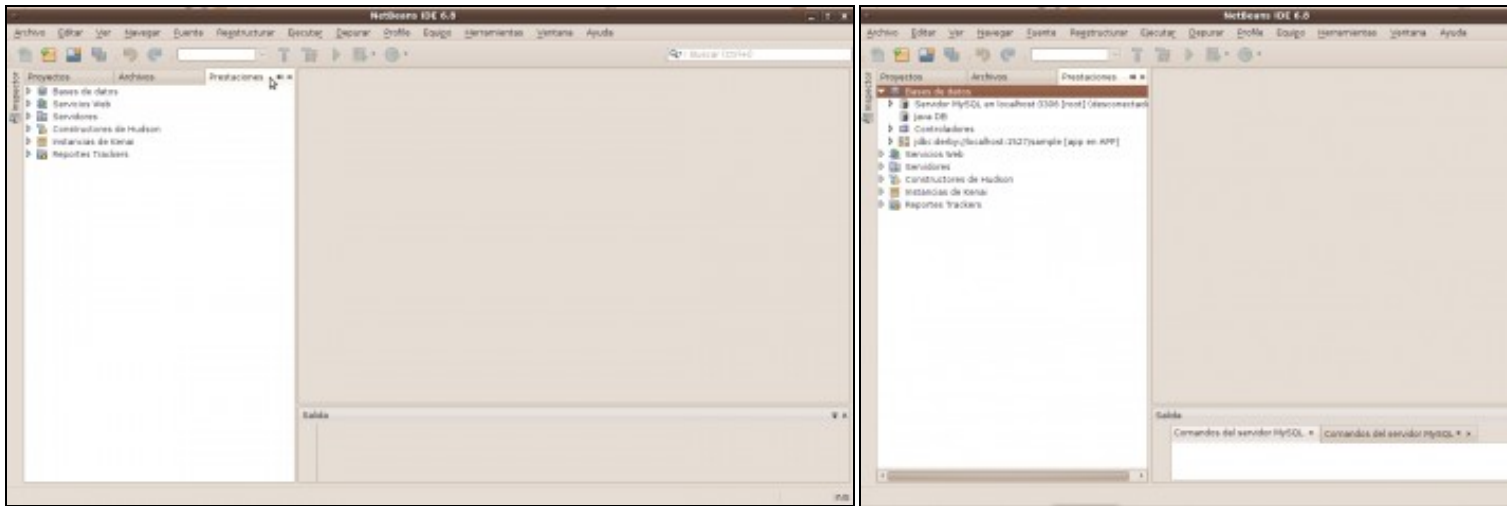 NetBeans IDE 6.8
Archivo Editar Ver Navegar Fuente Reestructurar Ejecutar Depurar Profile Equipo Herramientas Ventana Ayuda
Buscar (Ctrl+I)
Proyectos Archivos Prestaciones
Inspector
Bases de datos
Servicios Web
Servidores
Constructores de Hudson
Instancias de Kenai
Reportes Trackers
Salida
INS
NetBeans IDE 6.8
Archivo Editar Ver Navegar Fuente Reestructurar Ejecutar Depurar Profile Equipo Herramientas Ventana Ayuda
Proyectos Archivos Prestaciones
Inspector
Bases de datos
Servidor MySQL en localhost:3306 [root] (desconectado
Java DB
Controladores
jdbc:derby://localhost:1527/sample [app en APP]
Servicios Web
Servidores
Constructores de Hudson
Instancias de Kenai
Reportes Trackers
Salida
Comandos del servidor MySQL Comandos del servidor MySQL